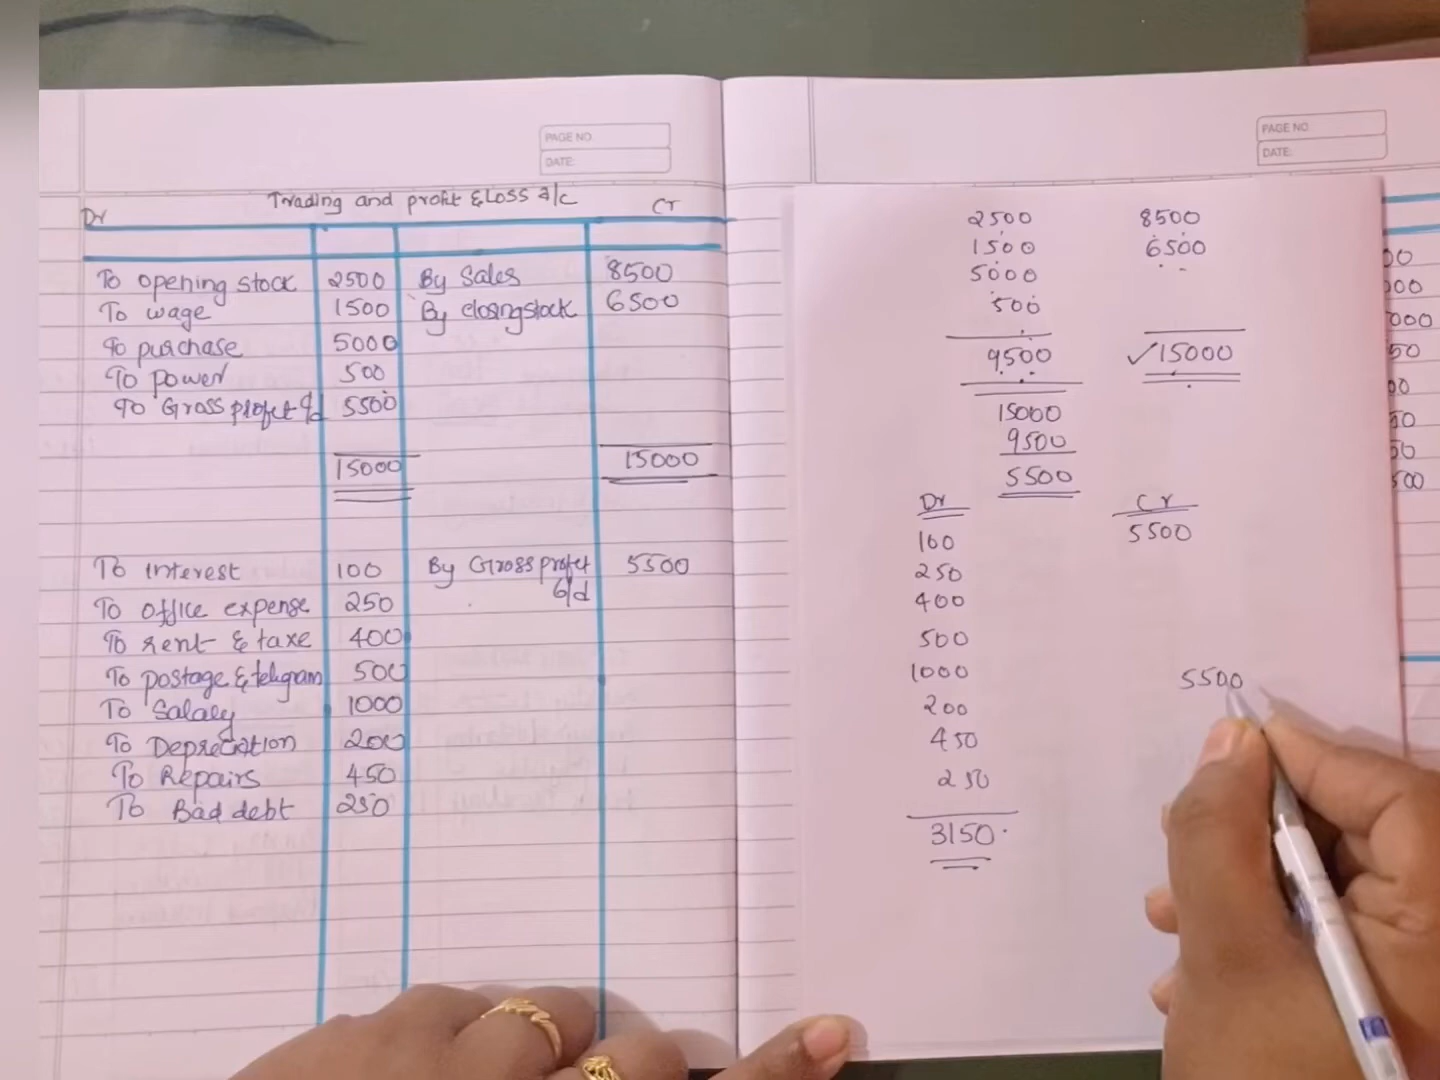 PAGE NO.
DATE:
Trading and profit & Loss a/c
Dr Cr
To opening stock 2500 By Sales 8500
To wage 1500 By closing stock 6500
To purchase 5000
To power 500
To Gross profet c/d 5500
15000 15000
To interest 100 By Gross profet 5500
b/d
To office expense 250
To rent & taxe 400
To postage & telegram 500
To Salary 1000
To Depreciation 200
To Repairs 450
To Bad debt 250
PAGE NO.
DATE:
2500 8500
1500 6500
5000
500
9500 ✓15000
15000
9500
5500
Dr Cr
100 5500
250
400
500
1000 5500
200
450
250
3150